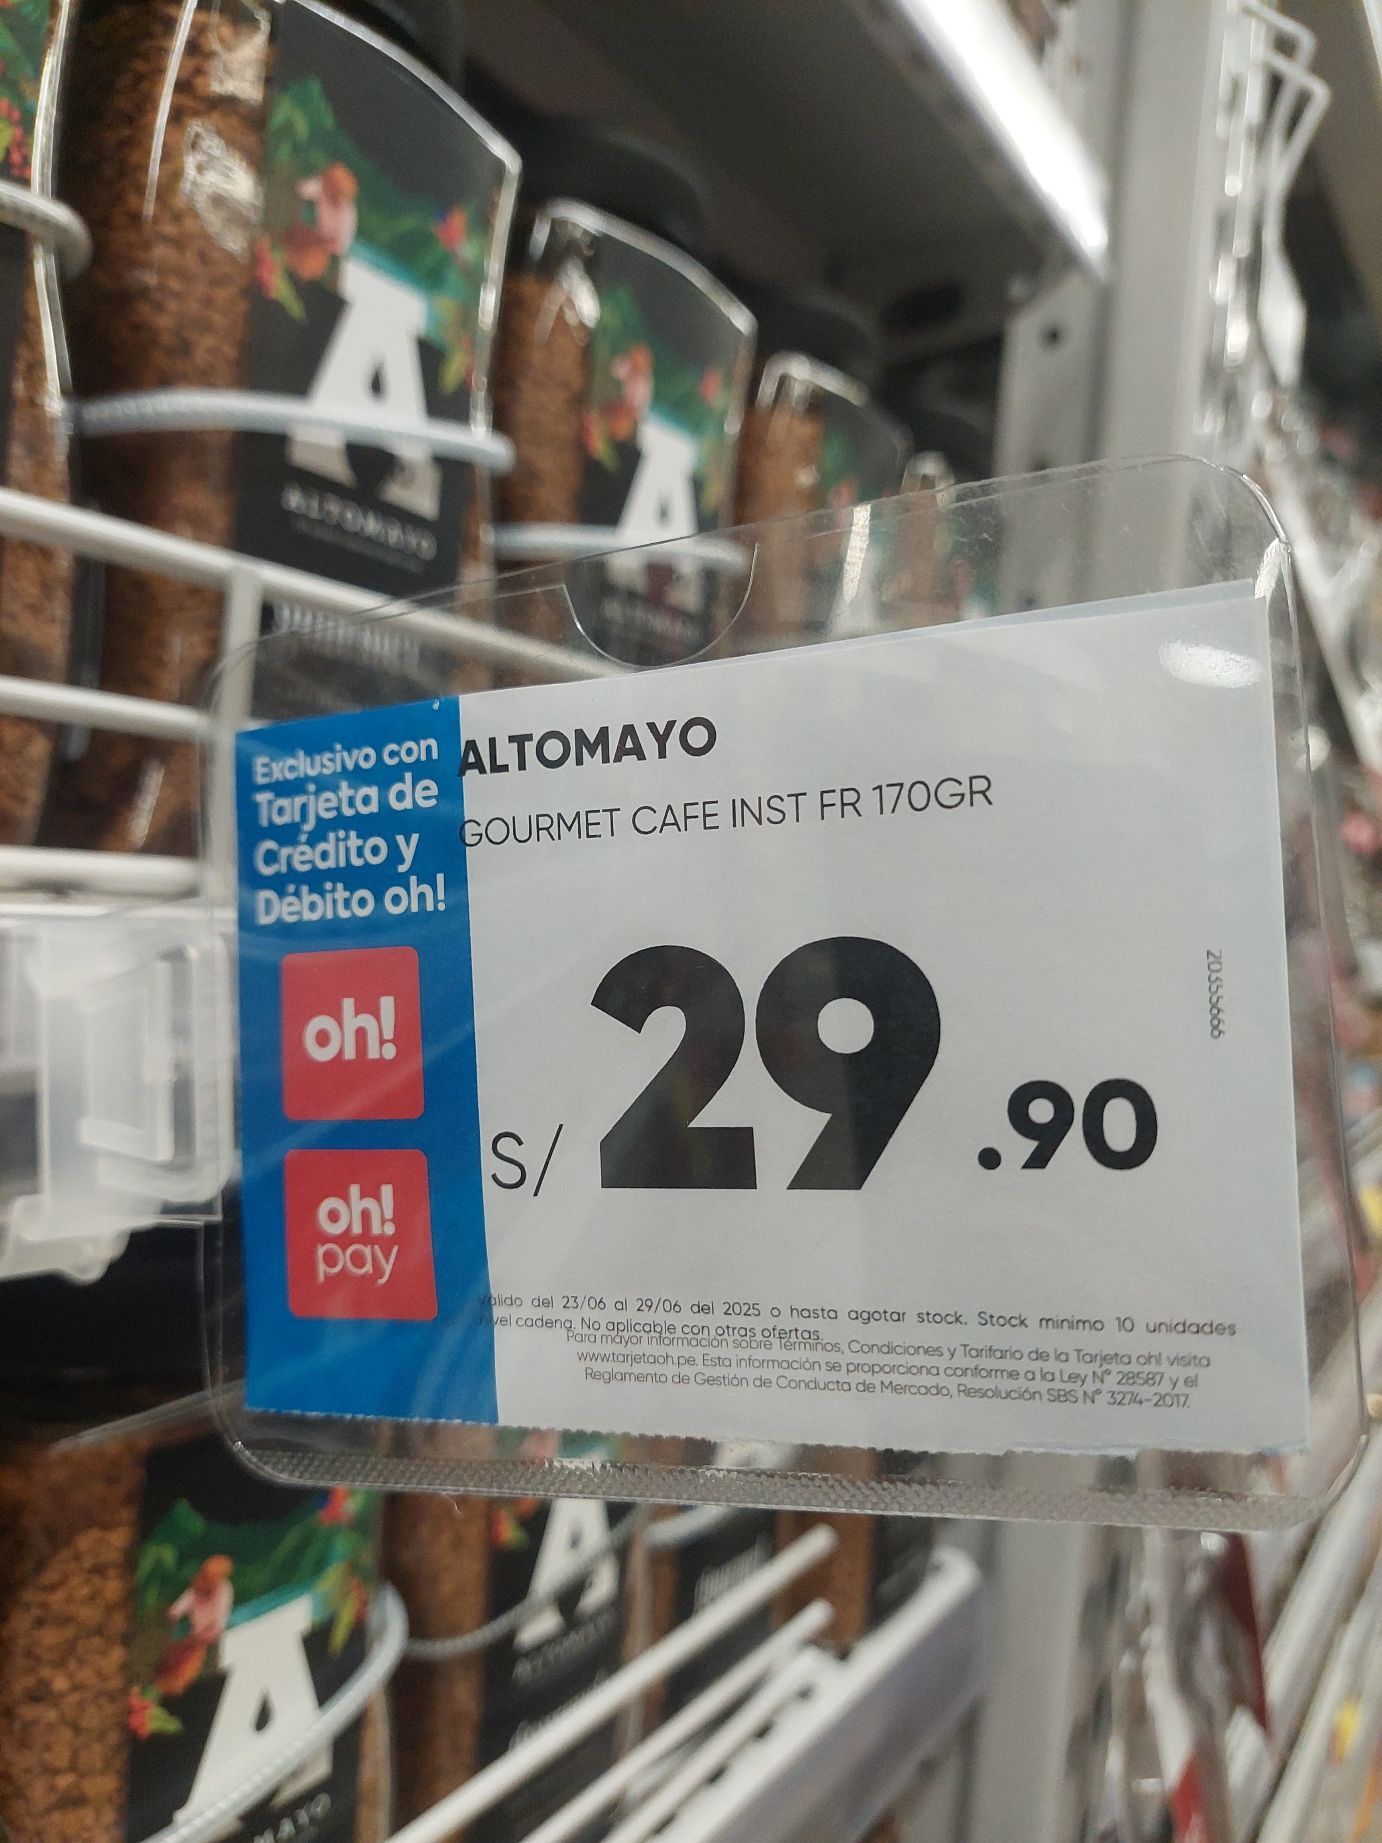 ALTOMAYO
ALTOMAYO
Exclusivo con
Tarjeta de
Crédito y
Débito oh!
oh!
oh!
pay
ALTOMAYO
GOURMET CAFE INST FR 170GR
S/ 29.90
20355666
Válido del 23/06 al 29/06 del 2025 o hasta agotar stock. Stock minimo 10 unidades
nivel cadena. No aplicable con otras ofertas.
Para mayor información sobre Términos, Condiciones y Tarifario de la Tarjeta oh! visita
www.tarjetaoh.pe. Esta información se proporciona conforme a la Ley N° 28587 y el
Reglamento de Gestión de Conducta de Mercado, Resolución SBS N° 3274-2017.